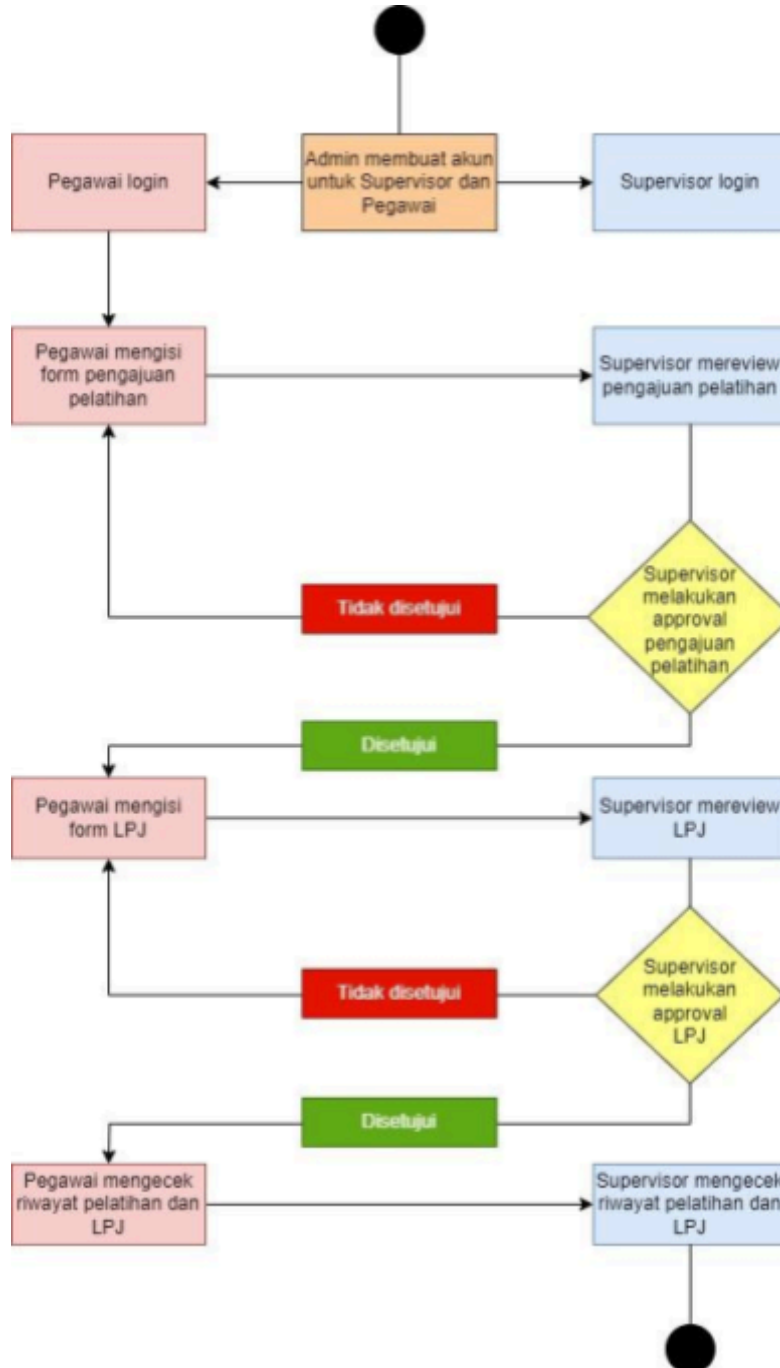 Pegawai login
Admin membuat akun
untuk Supervisor dan
Pegawai
Supervisor login
Pegawai mengisi
form pengajuan
pelatihan
Supervisor mereview
pengajuan pelatihan
Supervisor
melakukan
approval
pengajuan
pelatihan
Tidak disetujui
Disetujui
Pegawai mengisi
form LPJ
Supervisor mereview
LPJ
Supervisor
melakukan
approval
LPJ
Tidak disetujui
Disetujui
Pegawai mengecek
riwayat pelatihan dan
LPJ
Supervisor mengecek
riwayat pelatihan dan
LPJ